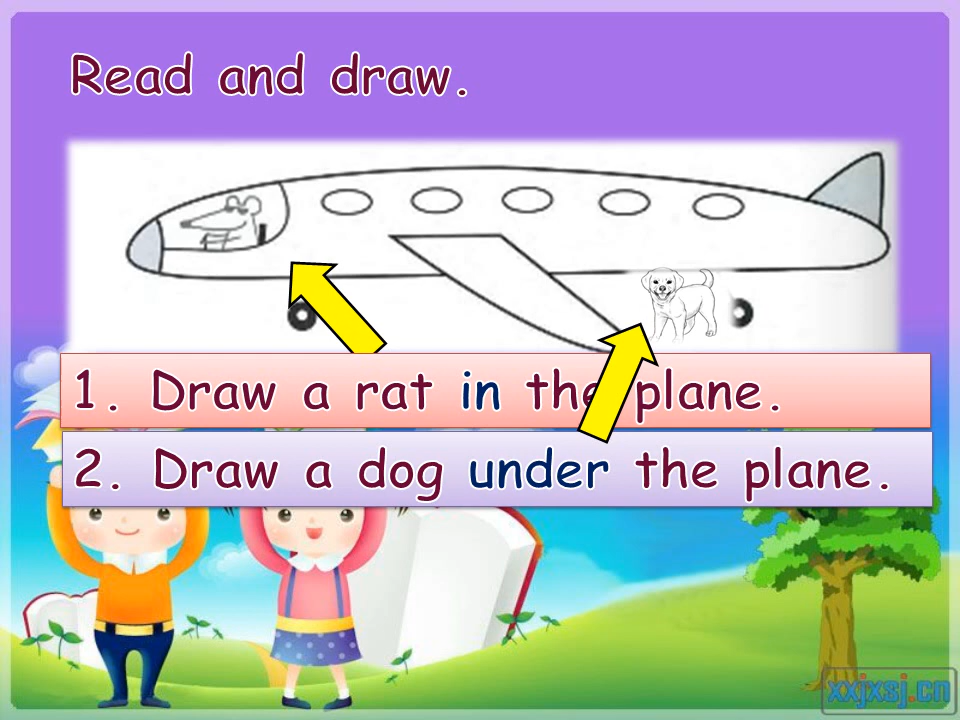 Read and draw.
1. Draw a rat in the plane.
2. Draw a dog under the plane.
xxjxsj.cn